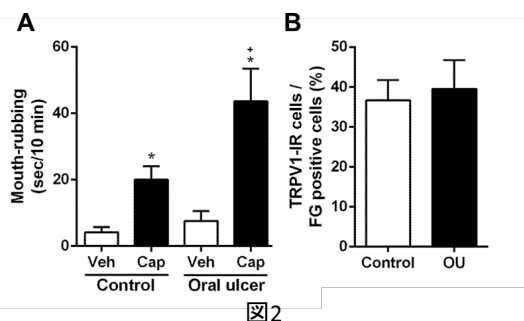 A
Mouth-rubbing
(sec/10 min)
60
40
20
0
*
+
*
Veh Cap Veh Cap
Control Oral ulcer
B
TRPV1-IR cells /
FG positive cells (%)
50
40
30
20
10
0
Control OU
図2